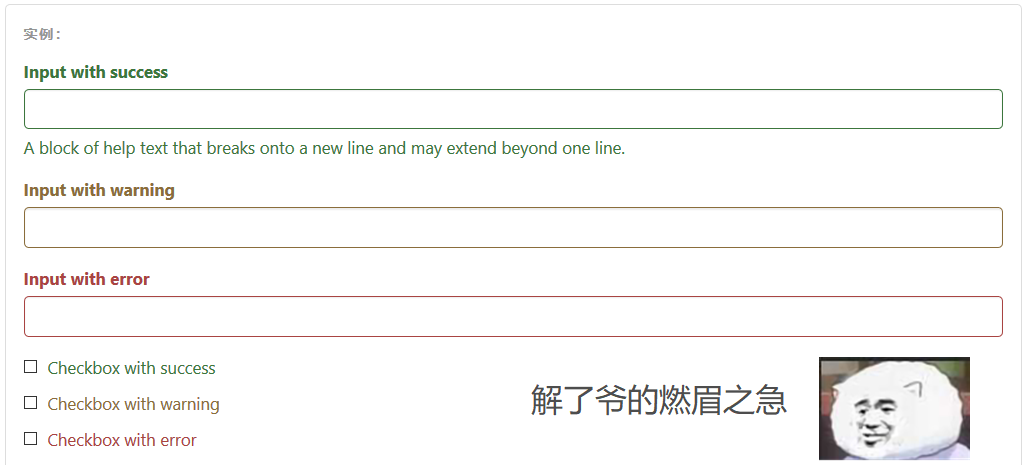 实例：
Input with success
A block of help text that breaks onto a new line and may extend beyond one line.
Input with warning
Input with error
Checkbox with success
Checkbox with warning
Checkbox with error
解了爷的燃眉之急